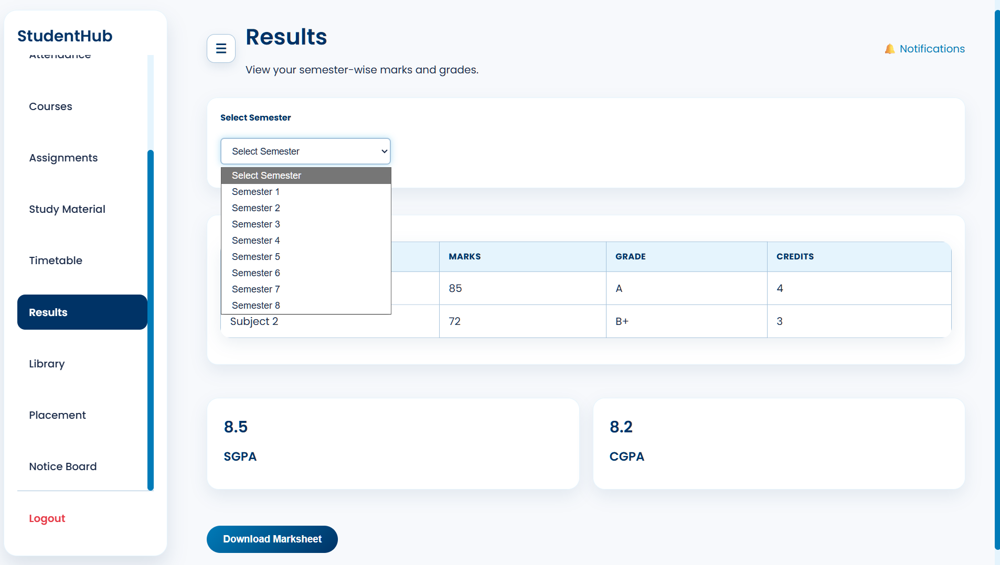 StudentHub
Attendance
Courses
Assignments
Study Material
Timetable
Results
Library
Placement
Notice Board
Logout
Results
View your semester-wise marks and grades.
Notifications
Select Semester
Select Semester
Select Semester
Semester 1
Semester 2
Semester 3
Semester 4
Semester 5
Semester 6
Semester 7
Semester 8
MARKS GRADE CREDITS
85 A 4
Subject 2 72 B+ 3
8.5
SGPA
8.2
CGPA
Download Marksheet